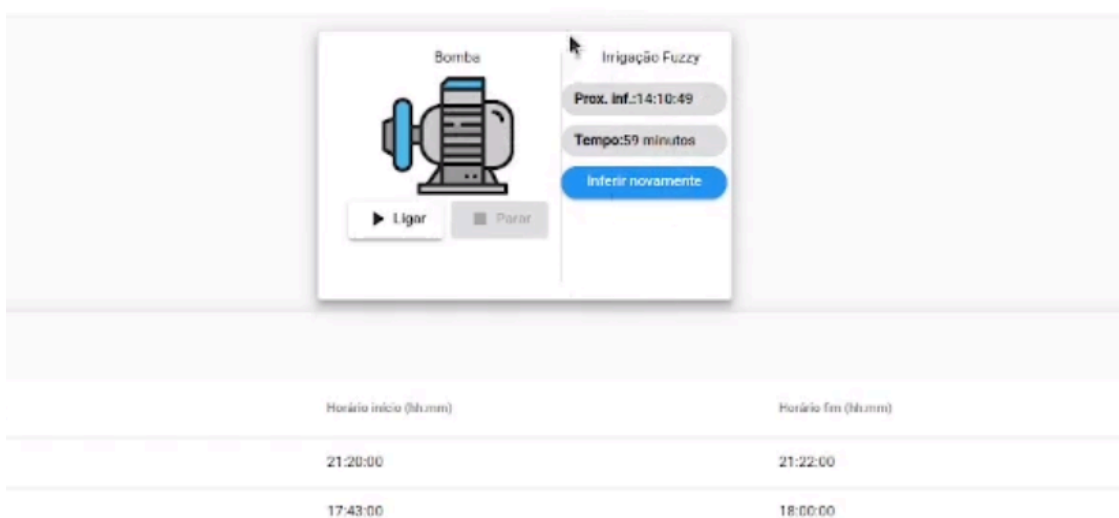 Bomba
Irrigação Fuzzy
Prox. inf.:14:10:49
Tempo:59 minutos
Inferir novamente
Ligar
Parar
Horário início (hh:mm)
Horário fim (hh:mm)
21:20:00
21:22:00
17:43:00
18:00:00